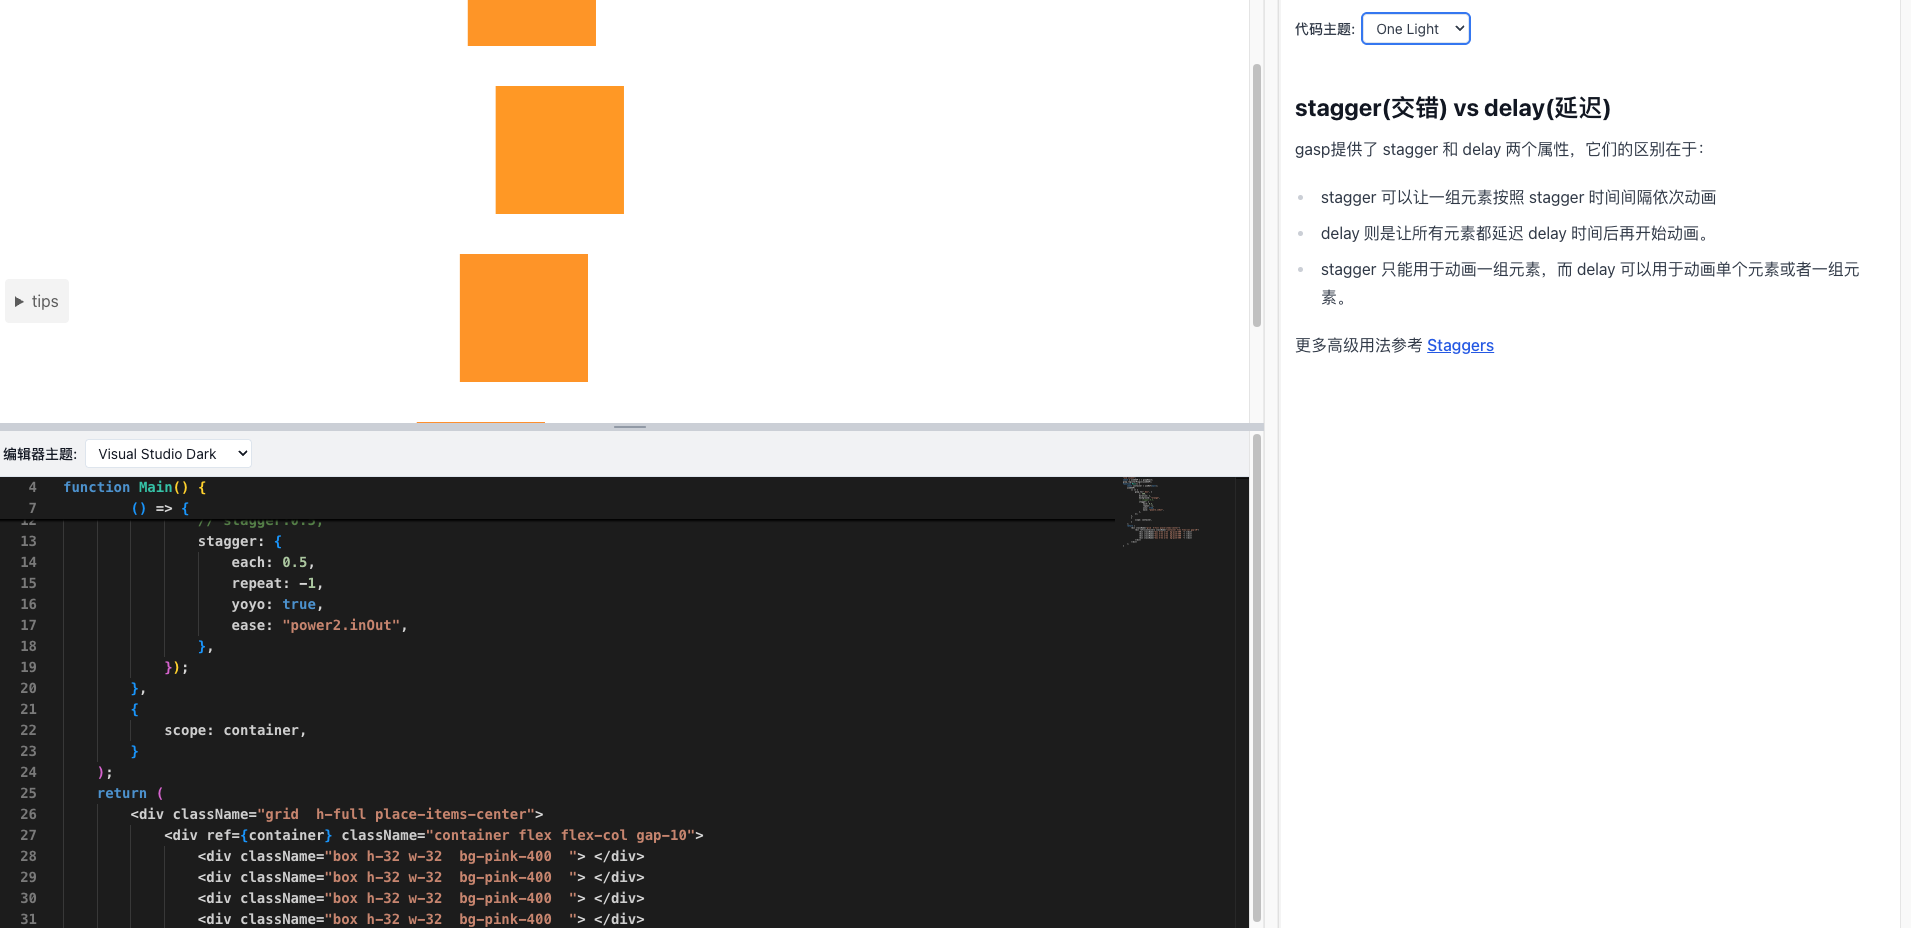 tips
编辑器主题: Visual Studio Dark
4 function Main() {
7 () => {
12 // stagger:0.5,
13 stagger: {
14 each: 0.5,
15 repeat: -1,
16 yoyo: true,
17 ease: "power2.inOut",
18 },
19 });
20 },
21 {
22 scope: container,
23 }
24 );
25 return (
26 <div className="grid  h-full place-items-center">
27 <div ref={container} className="container flex flex-col gap-10">
28 <div className="box h-32 w-32  bg-pink-400  "> </div>
29 <div className="box h-32 w-32  bg-pink-400  "> </div>
30 <div className="box h-32 w-32  bg-pink-400  "> </div>
31 <div className="box h-32 w-32  bg-pink-400  "> </div>
代码主题: One Light
stagger(交错) vs delay(延迟)
gasp提供了 stagger 和 delay 两个属性，它们的区别在于：
stagger 可以让一组元素按照 stagger 时间间隔依次动画
delay 则是让所有元素都延迟 delay 时间后再开始动画。
stagger 只能用于动画一组元素，而 delay 可以用于动画单个元素或者一组元
素。
更多高级用法参考 Staggers